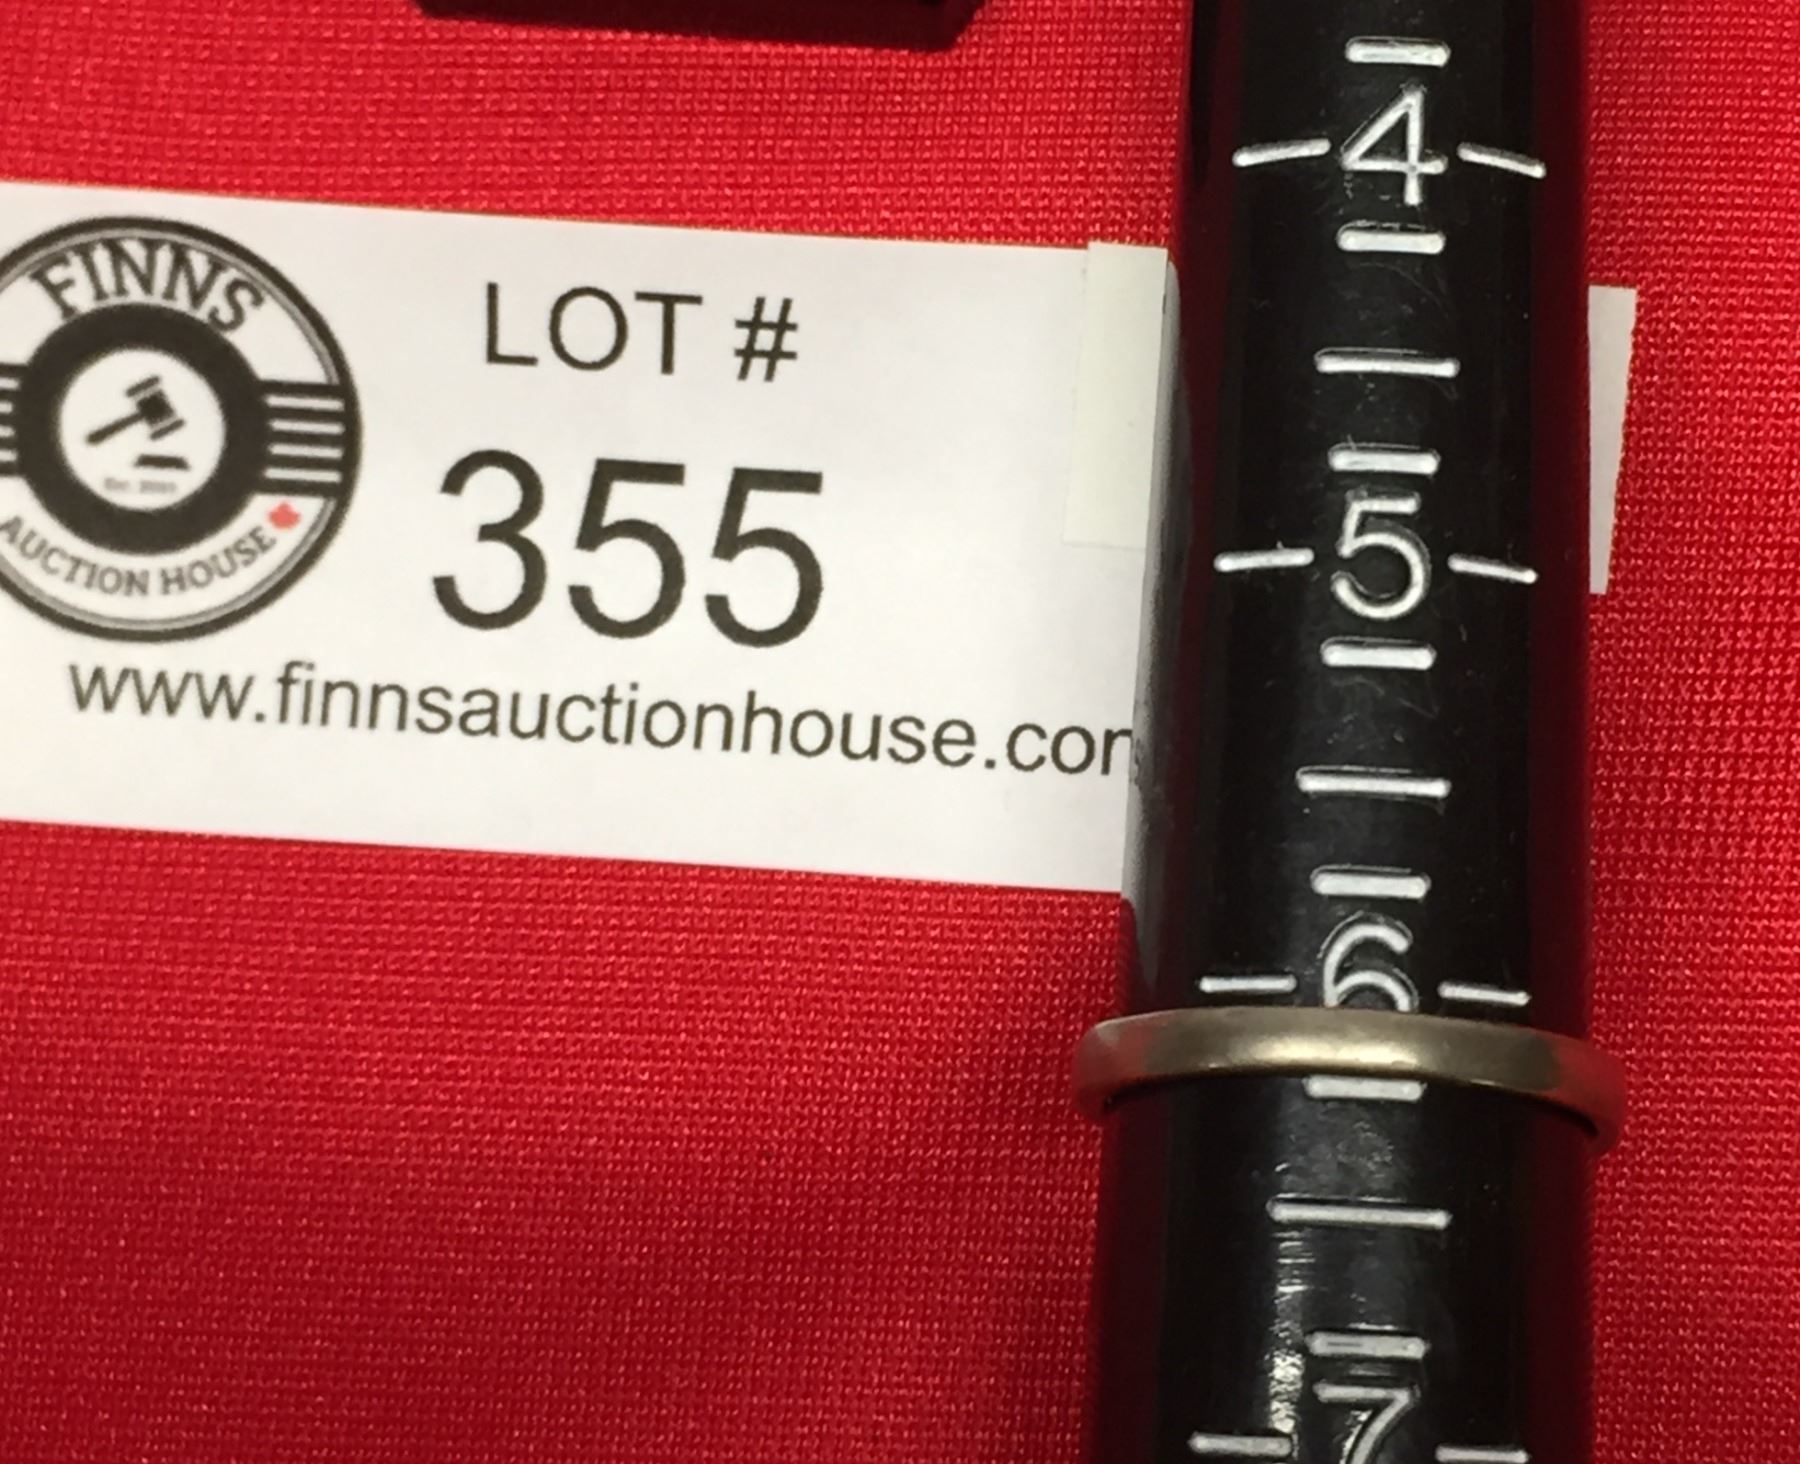 FINNS
AUCTION HOUSE
LOT #
355
www.finnsauctionhouse.com
4
5
6
7